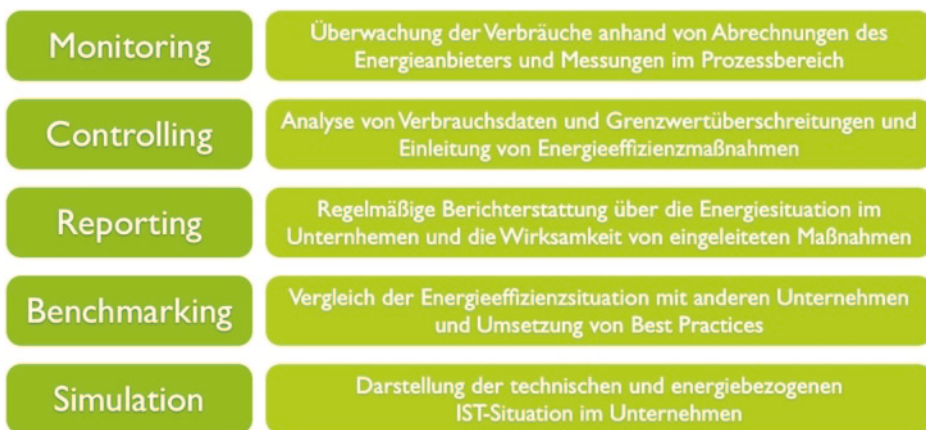 Monitoring
Überwachung der Verbräuche anhand von Abrechnungen des
Energieanbieters und Messungen im Prozessbereich
Controlling
Analyse von Verbrauchsdaten und Grenzwertüberschreitungen und
Einleitung von Energieeffizienzmaßnahmen
Reporting
Regelmäßige Berichterstattung über die Energiesituation im
Unternhemen und die Wirksamkeit von eingeleiteten Maßnahmen
Benchmarking
Vergleich der Energieeffizienzsituation mit anderen Unternehmen
und Umsetzung von Best Practices
Simulation
Darstellung der technischen und energiebezogenen
IST-Situation im Unternehmen